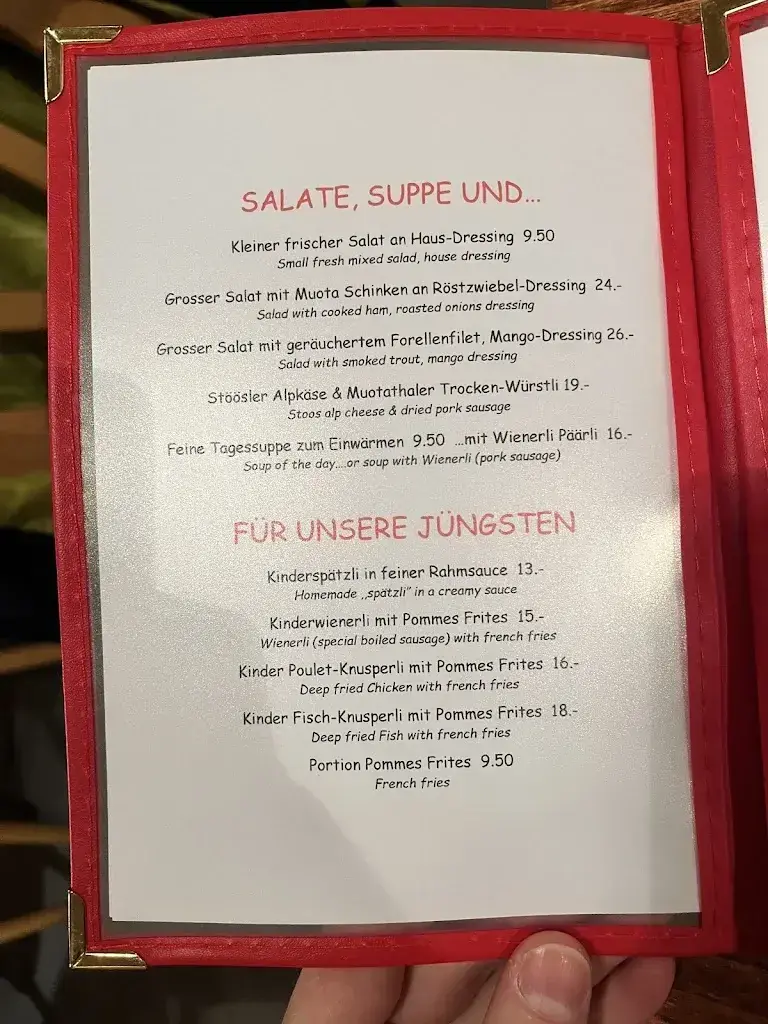 SALATE, SUPPE UND...
Kleiner frischer Salat an Haus-Dressing 9.50
Small fresh mixed salad, house dressing
Grosser Salat mit Muota Schinken an Röstzwiebel-Dressing 24.-
Salad with cooked ham, roasted onions dressing
Grosser Salat mit geräuchertem Forellenfilet, Mango-Dressing 26.-
Salad with smoked trout, mango dressing
Stöösler Alpkäse & Muotathaler Trocken-Würstli 19.-
Stoos alp cheese & dried pork sausage
Feine Tagessuppe zum Einwärmen 9.50 ...mit Wienerli Päärli 16.-
Soup of the day....or soup with Wienerli (pork sausage)
FÜR UNSERE JÜNGSTEN
Kinderspätzli in feiner Rahmsauce 13.-
Homemade „spätzli" in a creamy sauce
Kinderwienerli mit Pommes Frites 15.-
Wienerli (special boiled sausage) with french fries
Kinder Poulet-Knusperli mit Pommes Frites 16.-
Deep fried Chicken with french fries
Kinder Fisch-Knusperli mit Pommes Frites 18.-
Deep fried Fish with french fries
Portion Pommes Frites 9.50
French fries